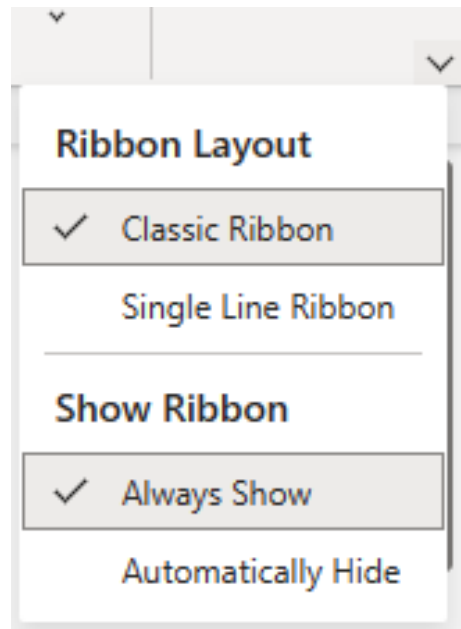 Ribbon Layout
Classic Ribbon
Single Line Ribbon
Show Ribbon
Always Show
Automatically Hide